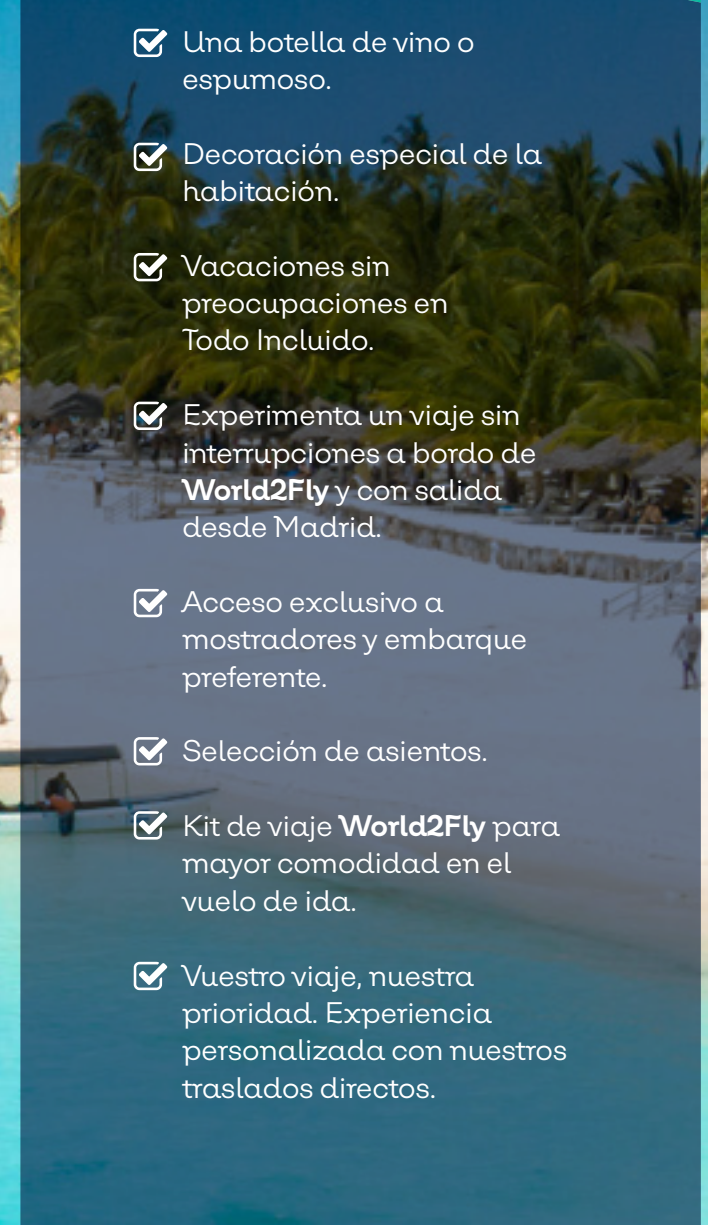 Una botella de vino o
espumoso.
Decoración especial de la
habitación.
Vacaciones sin
preocupaciones en
Todo Incluido.
Experimenta un viaje sin
interrupciones a bordo de
World2Fly y con salida
desde Madrid.
Acceso exclusivo a
mostradores y embarque
preferente.
Selección de asientos.
Kit de viaje World2Fly para
mayor comodidad en el
vuelo de ida.
Vuestro viaje, nuestra
prioridad. Experiencia
personalizada con nuestros
traslados directos.